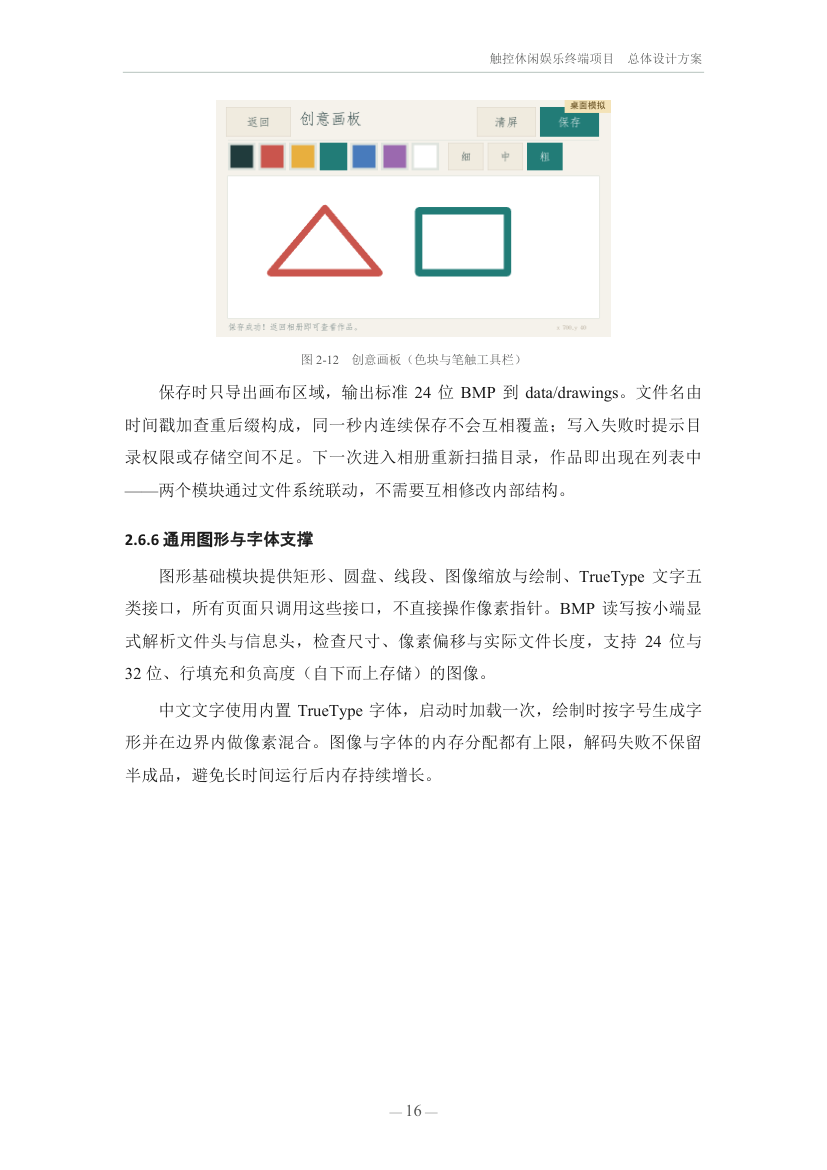 触控休闲娱乐终端项目 总体设计方案
桌面模拟
返回 创意画板 清屏 保存
细 中 粗
保存成功！返回相册即可查看作品。
图 2-12 创意画板（色块与笔触工具栏）
保存时只导出画布区域，输出标准 24 位 BMP 到 data/drawings。文件名由
时间戳加查重后缀构成，同一秒内连续保存不会互相覆盖；写入失败时提示目
录权限或存储空间不足。下一次进入相册重新扫描目录，作品即出现在列表中
——两个模块通过文件系统联动，不需要互相修改内部结构。
2.6.6 通用图形与字体支撑
图形基础模块提供矩形、圆盘、线段、图像缩放与绘制、TrueType 文字五
类接口，所有页面只调用这些接口，不直接操作像素指针。BMP 读写按小端显
式解析文件头与信息头，检查尺寸、像素偏移与实际文件长度，支持 24 位与
32 位、行填充和负高度（自下而上存储）的图像。
中文文字使用内置 TrueType 字体，启动时加载一次，绘制时按字号生成字
形并在边界内做像素混合。图像与字体的内存分配都有上限，解码失败不保留
半成品，避免长时间运行后内存持续增长。
— 16 —